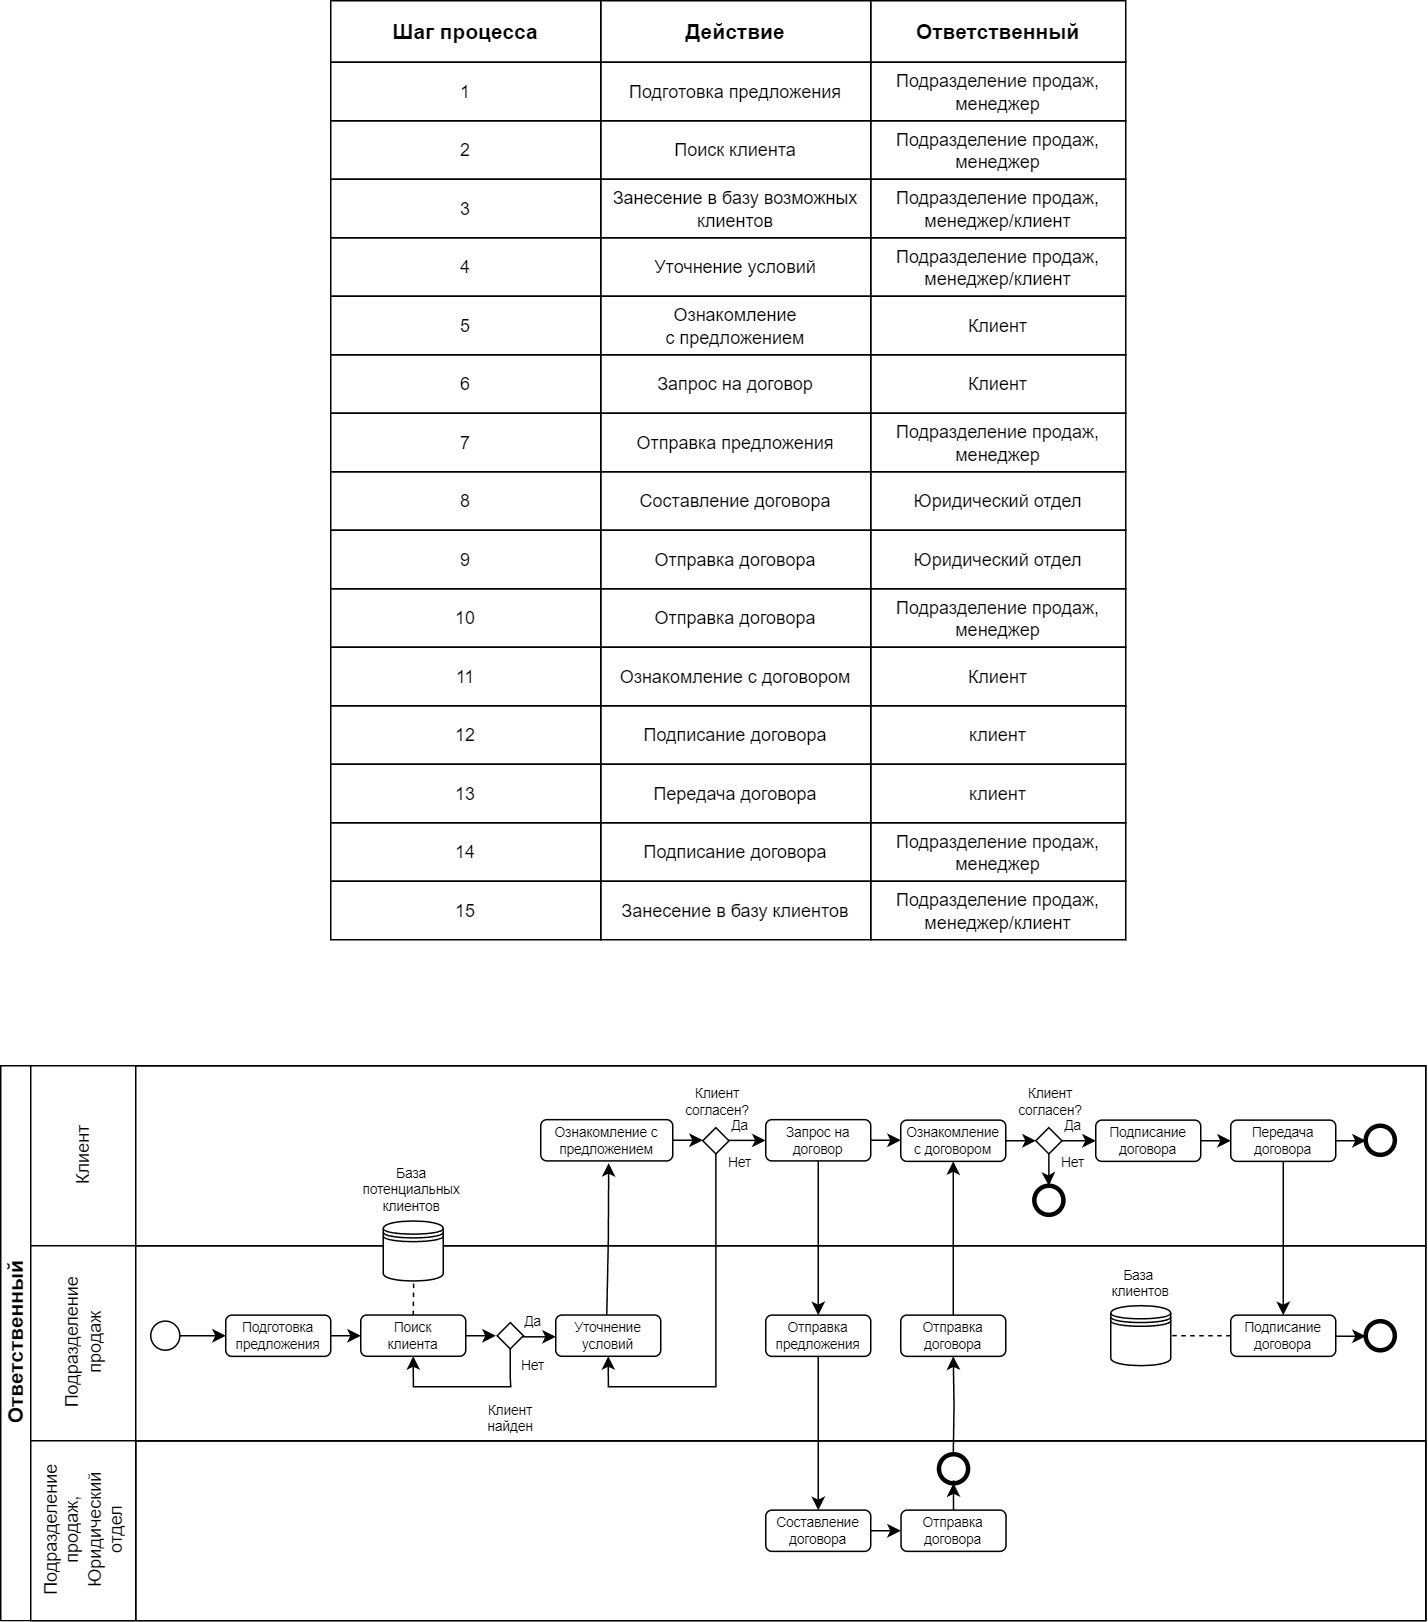 Шаг процесса
Действие
Ответственный
1
Подготовка предложения
Подразделение продаж,
менеджер
2
Поиск клиента
Подразделение продаж,
менеджер
3
Занесение в базу возможных
клиентов
Подразделение продаж,
менеджер/клиент
4
Уточнение условий
Подразделение продаж,
менеджер/клиент
5
Ознакомление
с предложением
Клиент
6
Запрос на договор
Клиент
7
Отправка предложения
Подразделение продаж,
менеджер
8
Составление договора
Юридический отдел
9
Отправка договора
Юридический отдел
10
Отправка договора
Подразделение продаж,
менеджер
11
Ознакомление с договором
Клиент
12
Подписание договора
клиент
13
Передача договора
клиент
14
Подписание договора
Подразделение продаж,
менеджер
15
Занесение в базу клиентов
Подразделение продаж,
менеджер/клиент
Ответственный
Клиент
Ознакомление с
предложением
Клиент
согласен?
Да
Нет
Запрос на
договор
Ознакомление
с договором
Клиент
согласен?
Да
Нет
Подписание
договора
Передача
договора
База
потенциальных
клиентов
Подразделение
продаж
Подготовка
предложения
Поиск
клиента
Да
Нет
Клиент
найден
Уточнение
условий
Отправка
предложения
Отправка
договора
База
клиентов
Подписание
договора
Подразделение
продаж,
Юридический
отдел
Составление
договора
Отправка
договора